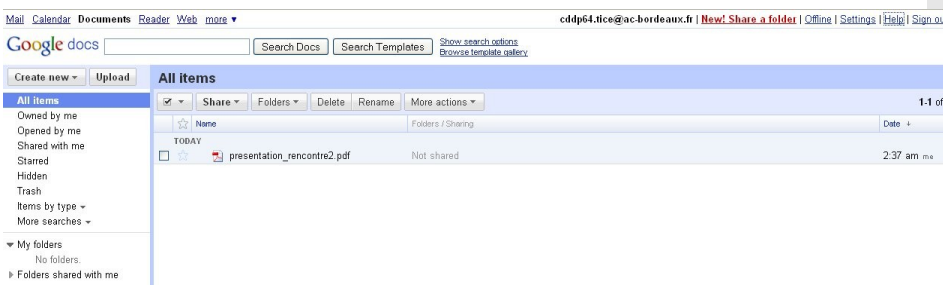 Mail Calendar Documents Reader Web more ▼ cddp64.tice@ac-bordeaux.fr | New! Share a folder | Offline | Settings | Help | Sign
Google docs Search Docs Search Templates Show search options
Browse template gallery
Create new Upload All items
All items Share Folders Delete Rename More actions 1-1 of
Owned by me Name Folders / Sharing Date
Opened by me
Shared with me TODAY
Starred presentation_rencontre2.pdf Not shared 2:37 am me
Hidden
Trash
Items by type
More searches
My folders
No folders.
Folders shared with me